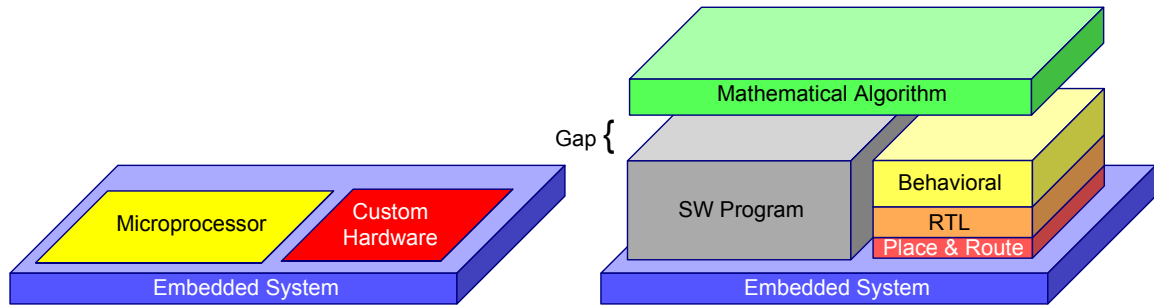 Microprocessor
Custom
Hardware
Embedded System
Mathematical Algorithm
Gap {
SW Program
Behavioral
RTL
Place & Route
Embedded System